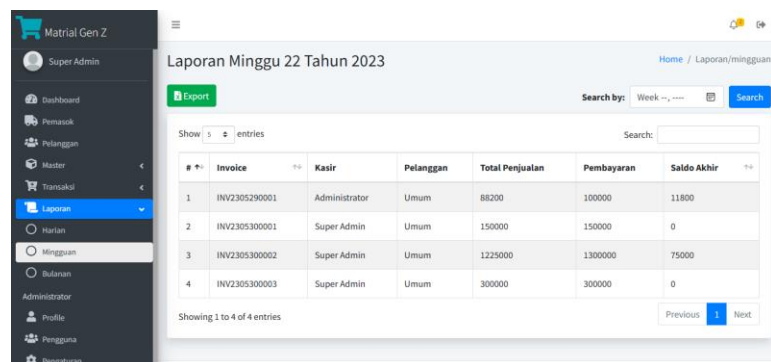 Matrial Gen Z
Super Admin
Dashboard
Pemasok
Pelanggan
Master
Transaksi
Laporan
Harian
Mingguan
Bulanan
Administrator
Profile
Pengguna
Pengaturan
Laporan Minggu 22 Tahun 2023
Home / Laporan/mingguan
Export
Search by: Week --, ---- Search
Show 5 entries
Search:
# Invoice Kasir Pelanggan Total Penjualan Pembayaran Saldo Akhir
1 INV2305290001 Administrator Umum 88200 100000 11800
2 INV2305300001 Super Admin Umum 150000 150000 0
3 INV2305300002 Super Admin Umum 1225000 1300000 75000
4 INV2305300003 Super Admin Umum 300000 300000 0
Showing 1 to 4 of 4 entries
Previous 1 Next